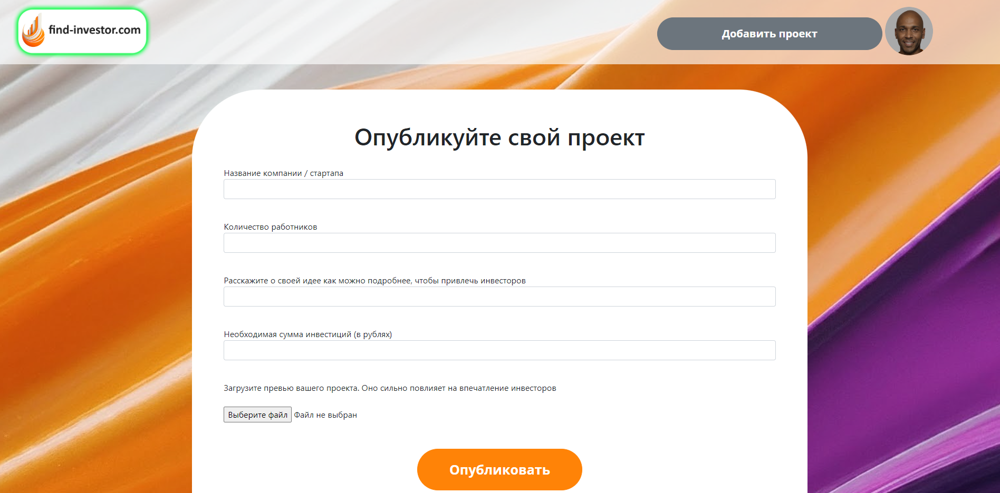 find-investor.com
Добавить проект
Опубликуйте свой проект
Название компании / стартапа
Количество работников
Расскажите о своей идее как можно подробнее, чтобы привлечь инвесторов
Необходимая сумма инвестиций (в рублях)
Загрузите превью вашего проекта. Оно сильно повлияет на впечатление инвесторов
Выберите файл Файл не выбран
Опубликовать